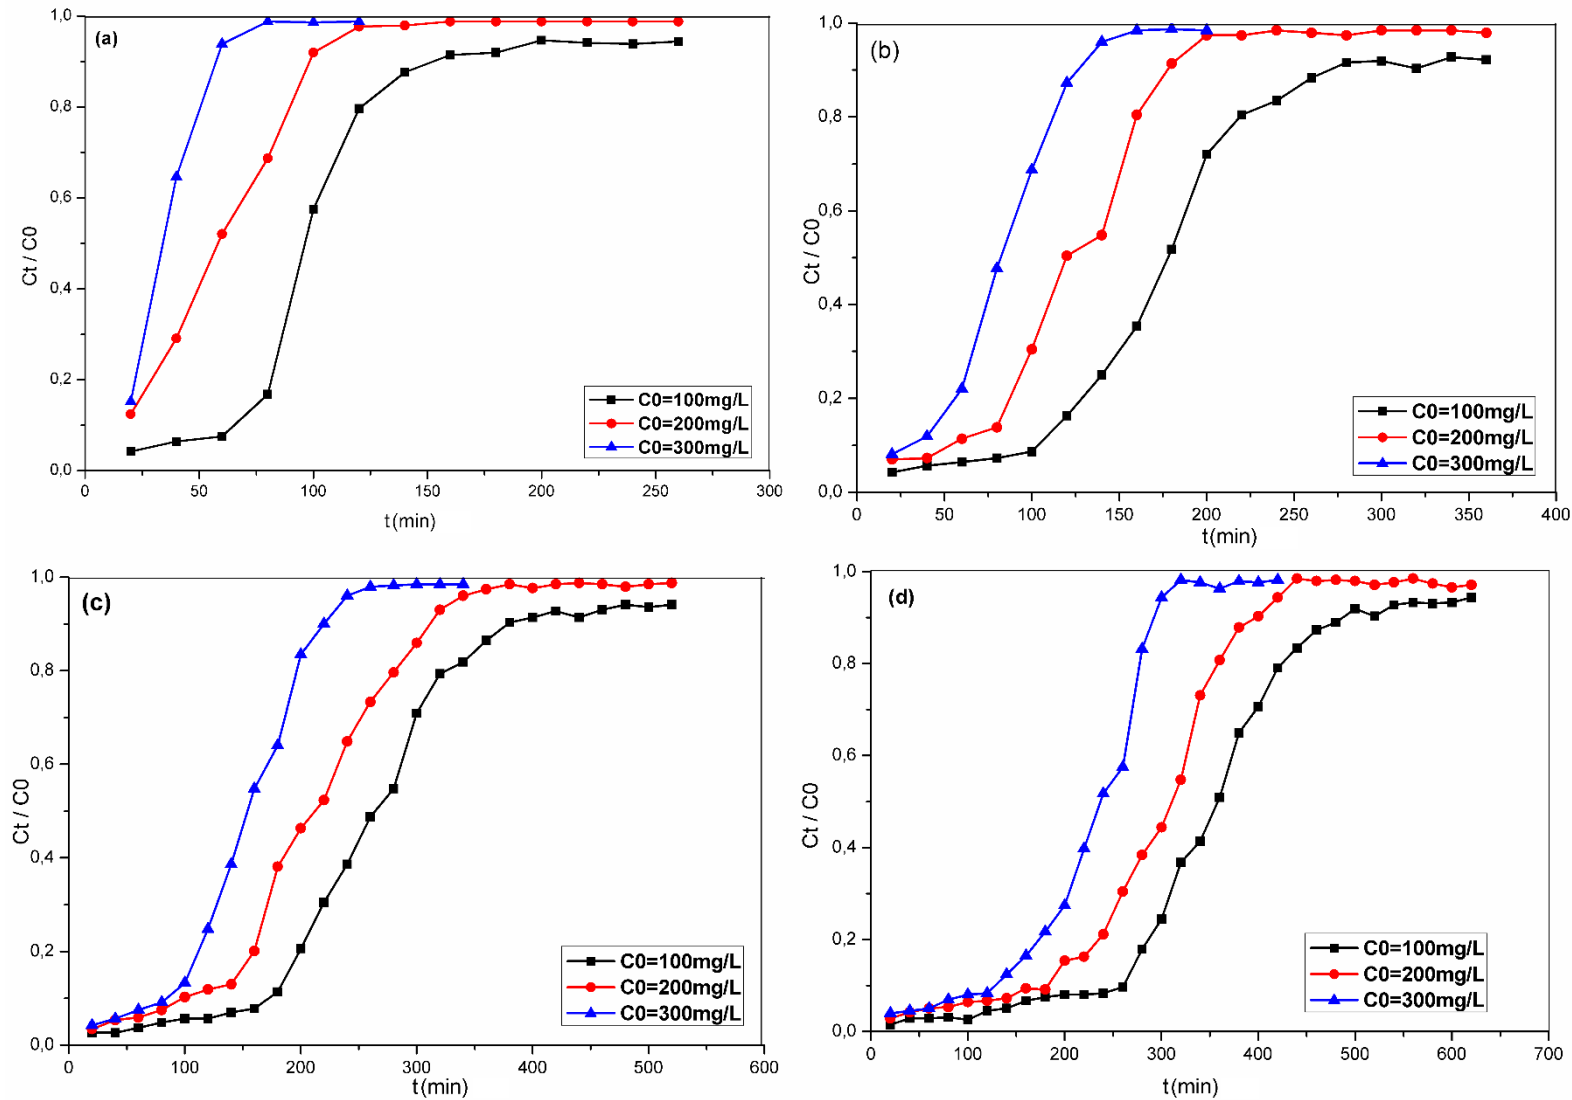 (a)
1,0
0,8
0,6
0,4
0,2
0,0
Ct / C0
0
50
100
150
200
250
300
t(min)
C0=100mg/L
C0=200mg/L
C0=300mg/L
(b)
1,0
0,8
0,6
0,4
0,2
0,0
Ct / C0
0
50
100
150
200
250
300
350
400
t(min)
C0=100mg/L
C0=200mg/L
C0=300mg/L
(c)
1,0
0,8
0,6
0,4
0,2
0,0
Ct / C0
0
100
200
300
400
500
600
t(min)
C0=100mg/L
C0=200mg/L
C0=300mg/L
(d)
1,0
0,8
0,6
0,4
0,2
0,0
Ct / C0
0
100
200
300
400
500
600
700
t(min)
C0=100mg/L
C0=200mg/L
C0=300mg/L